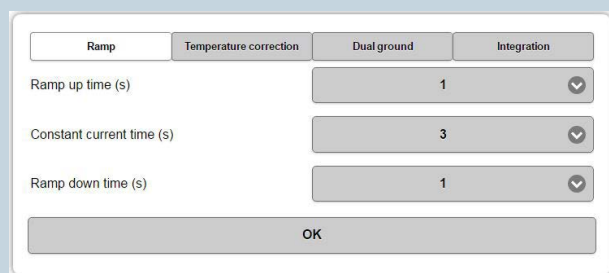 Ramp Temperature correction Dual ground Integration
Ramp up time (s) 1
Constant current time (s) 3
Ramp down time (s) 1
OK